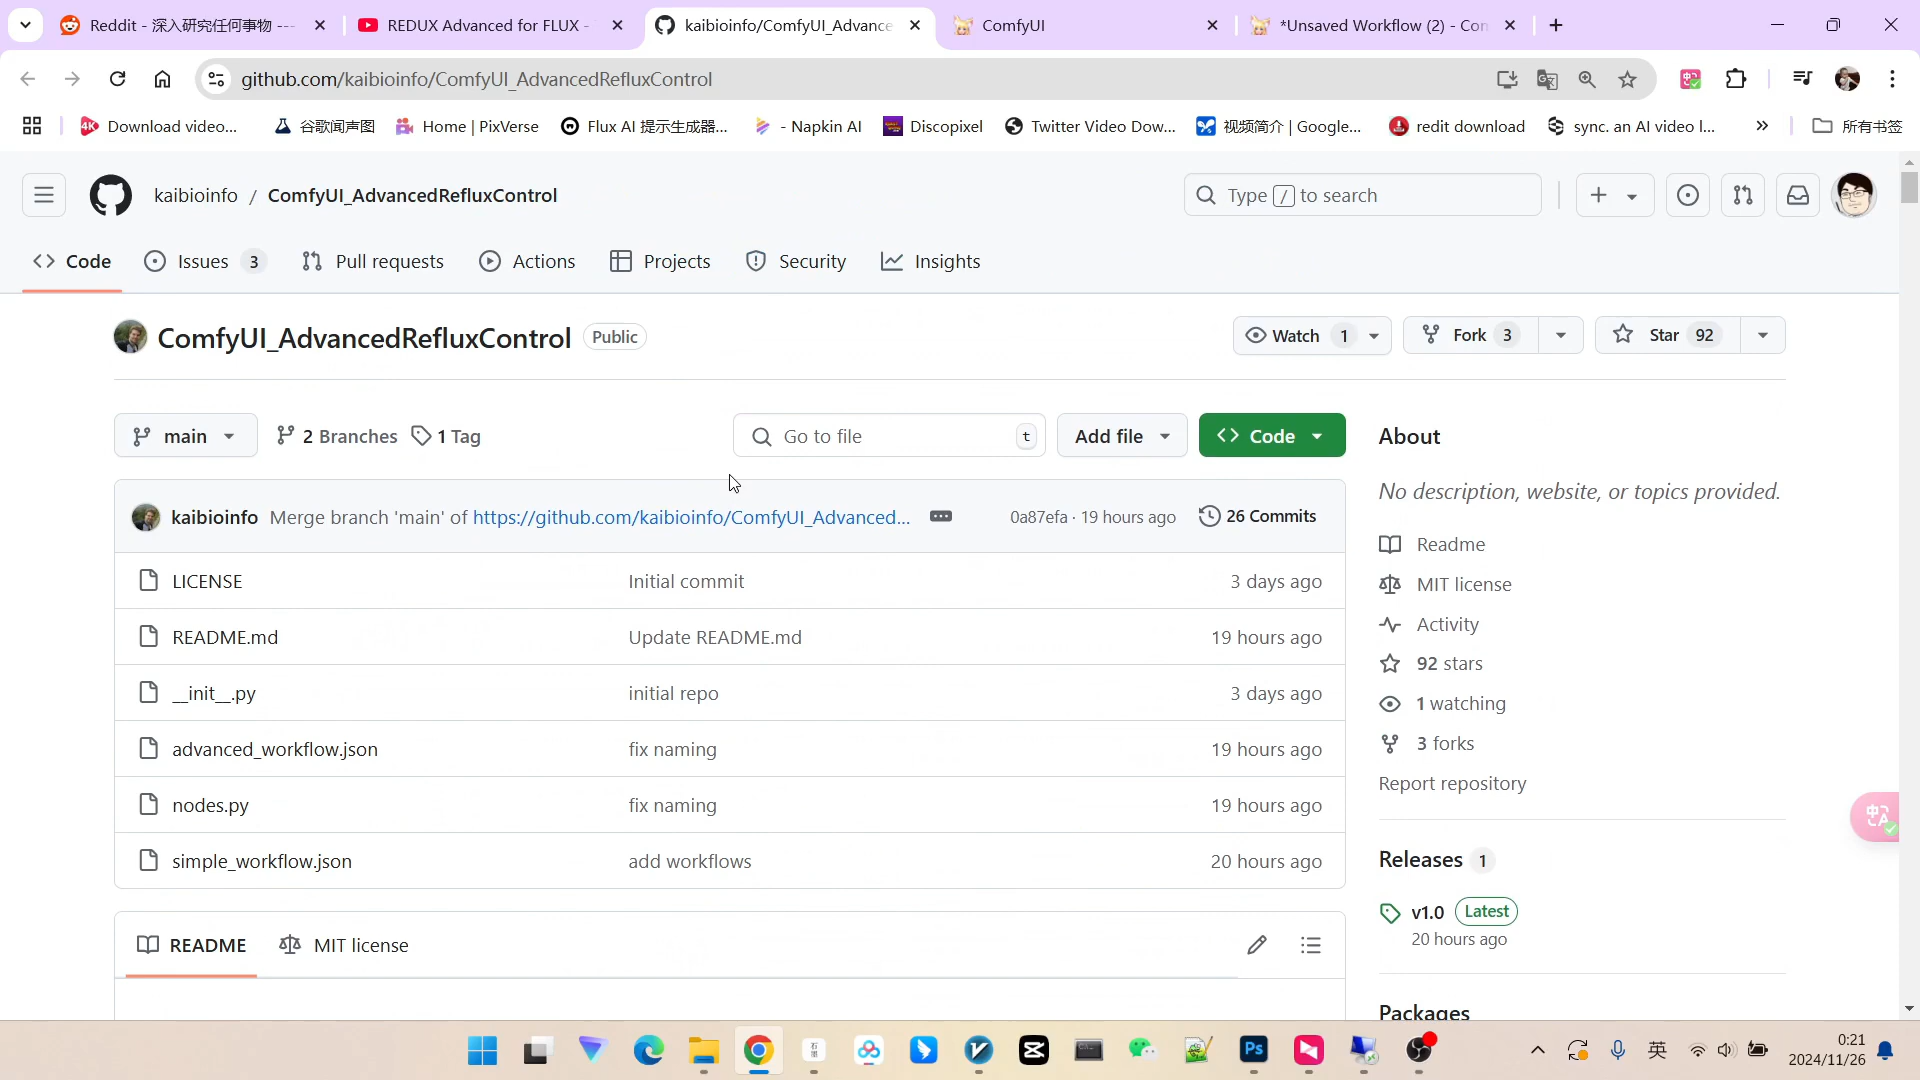 Reddit - 深入研究任何事物 ---
REDUX Advanced for FLUX -
kaibioinfo/ComfyUI_Advance
ComfyUI
*Unsaved Workflow (2) - Com
github.com/kaibioinfo/ComfyUI_AdvancedRefluxControl
Download video...
谷歌闻声图
Home | PixVerse
Flux AI 提示生成器...
- Napkin AI
Discopixel
Twitter Video Dow...
视频简介 | Google...
redit download
sync. an AI video l...
所有书签
kaibioinfo / ComfyUI_AdvancedRefluxControl
Type / to search
Code
Issues 3
Pull requests
Actions
Projects
Security
Insights
ComfyUI_AdvancedRefluxControl Public
Watch 1
Fork 3
Star 92
main
2 Branches
1 Tag
Go to file t
Add file
Code
About
No description, website, or topics provided.
kaibioinfo Merge branch 'main' of https://github.com/kaibioinfo/ComfyUI_Advanced... 0a87efa · 19 hours ago 26 Commits
LICENSE Initial commit 3 days ago
README.md Update README.md 19 hours ago
__init__.py initial repo 3 days ago
advanced_workflow.json fix naming 19 hours ago
nodes.py fix naming 19 hours ago
simple_workflow.json add workflows 20 hours ago
README
MIT license
Readme
MIT license
Activity
92 stars
1 watching
3 forks
Report repository
Releases 1
v1.0 Latest
20 hours ago
Packages
英
0:21
2024/11/26